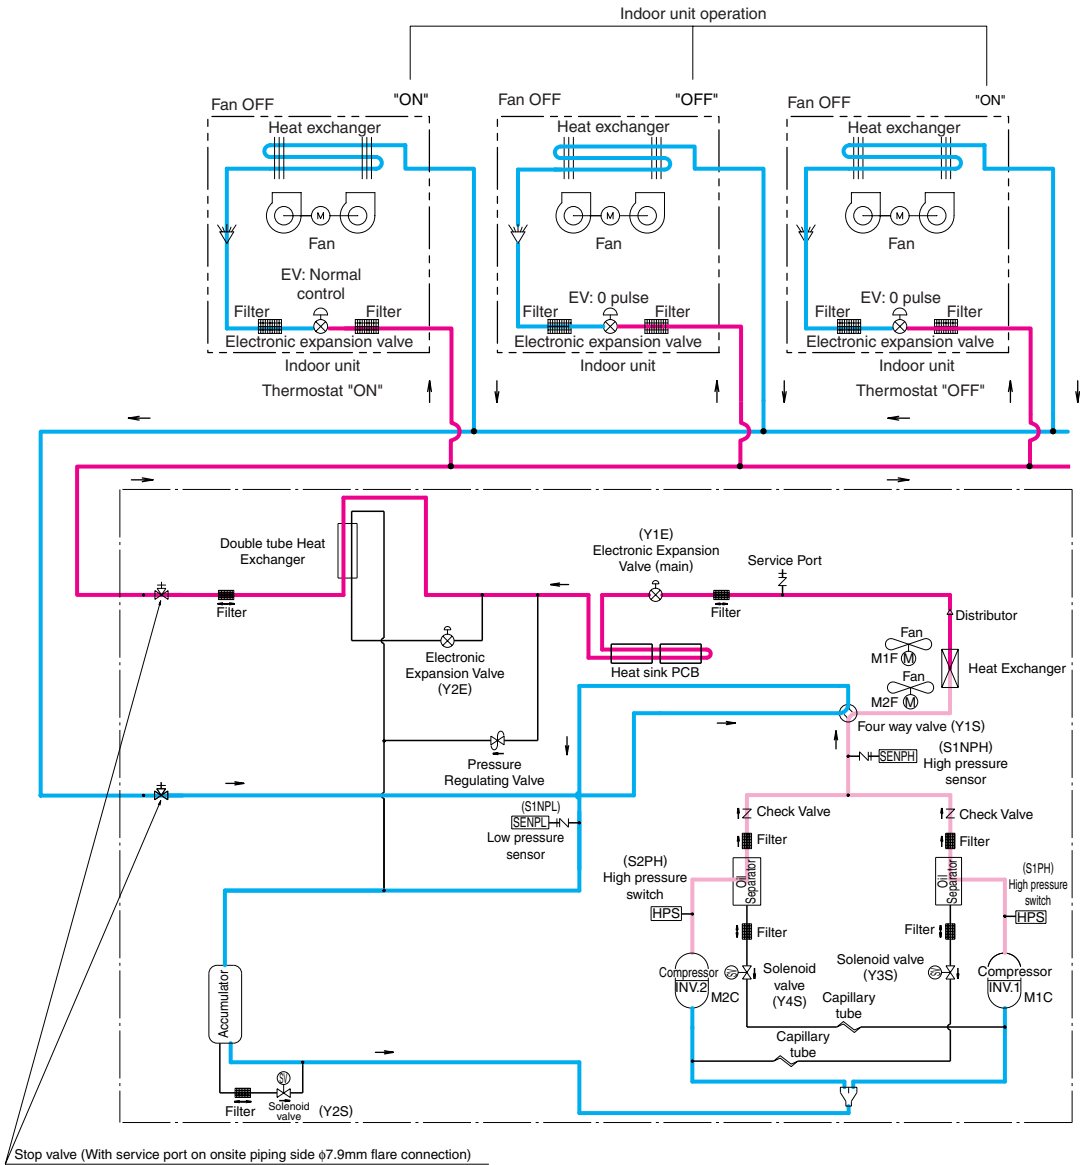 Indoor unit operation
Fan OFF
"ON"
Fan OFF
"OFF"
Fan OFF
"ON"
Heat exchanger
Heat exchanger
Heat exchanger
M
M
M
Fan
Fan
Fan
EV: Normal
control
EV: 0 pulse
EV: 0 pulse
Filter
Filter
Filter
Filter
Filter
Filter
Electronic expansion valve
Electronic expansion valve
Electronic expansion valve
Indoor unit
Indoor unit
Indoor unit
Thermostat "ON"
Thermostat "OFF"
Double tube Heat
Exchanger
(Y1E)
Electronic Expansion
Valve (main)
Service Port
Filter
Filter
Distributor
Fan
M1F
M
Heat Exchanger
Fan
M2F
M
Electronic
Expansion Valve
(Y2E)
Heat sink PCB
Four way valve (Y1S)
Pressure
Regulating Valve
SENPH
(S1NPH)
High pressure
sensor
(S1NPL)
SENPL
Low pressure
sensor
Check Valve
Check Valve
Filter
Filter
(S2PH)
High pressure
switch
HPS
Oil
Separator
Oil
Separator
(S1PH)
High pressure
switch
HPS
Filter
Filter
Compressor
INV.2
M2C
Solenoid
valve
(Y4S)
SV
Solenoid valve
(Y3S)
SV
Compressor
INV.1
M1C
Capillary
tube
Capillary
tube
Accumulator
SV
Filter
Solenoid
valve
(Y2S)
Stop valve (With service port on onsite piping side ϕ7.9mm flare connection)